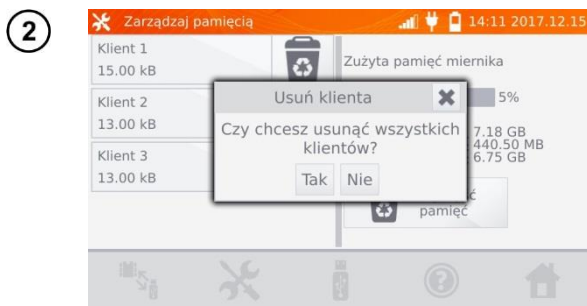 2
Zarządzaj pamięcią
14:11 2017.12.15
Klient 1
15.00 kB
Klient 2
13.00 kB
Klient 3
13.00 kB
Zużyta pamięć miernika
5%
7.18 GB
440.50 MB
6.75 GB
Usuń klienta
Czy chcesz usunąć wszystkich
klientów?
Tak Nie
pamięć